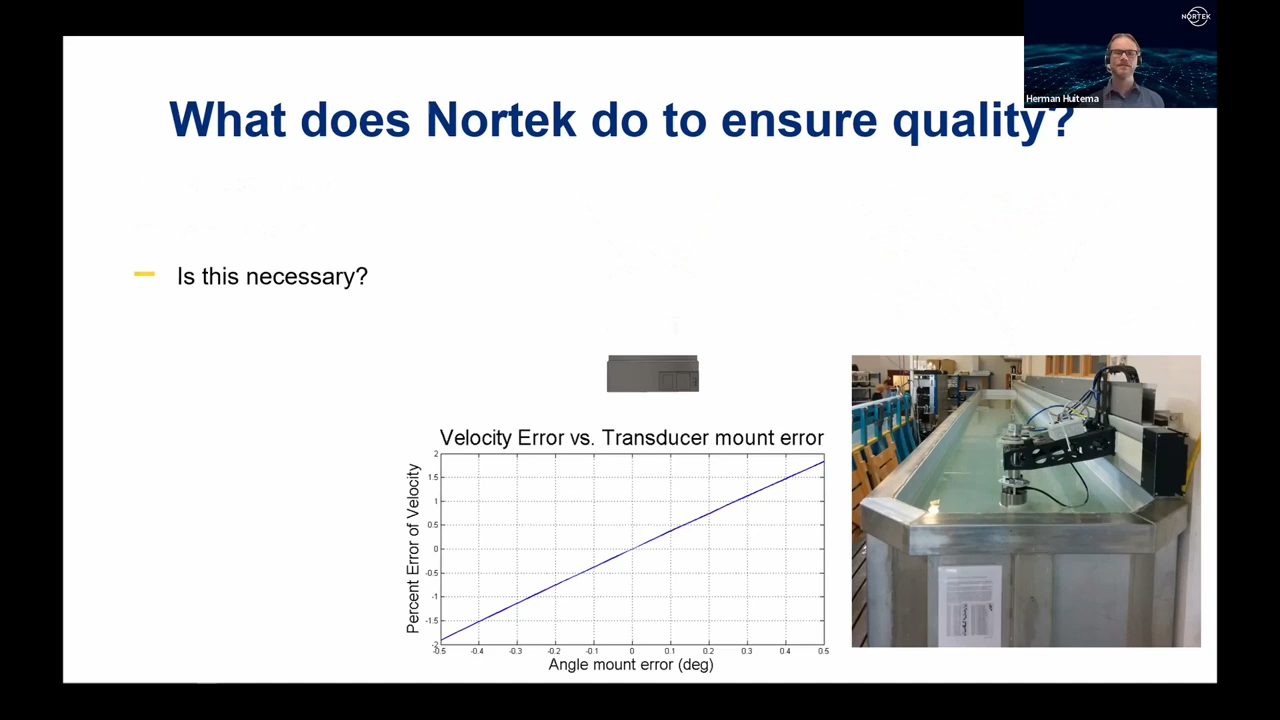 NORTEK
Herman Huitema
What does Nortek do to ensure quality?
Is this necessary?
Velocity Error vs. Transducer mount error
Percent Error of Velocity
2
1.5
1
0.5
0
-0.5
-1
-1.5
-2
-0.5 -0.4 -0.3 -0.2 -0.1 0 0.1 0.2 0.3 0.4 0.5
Angle mount error (deg)